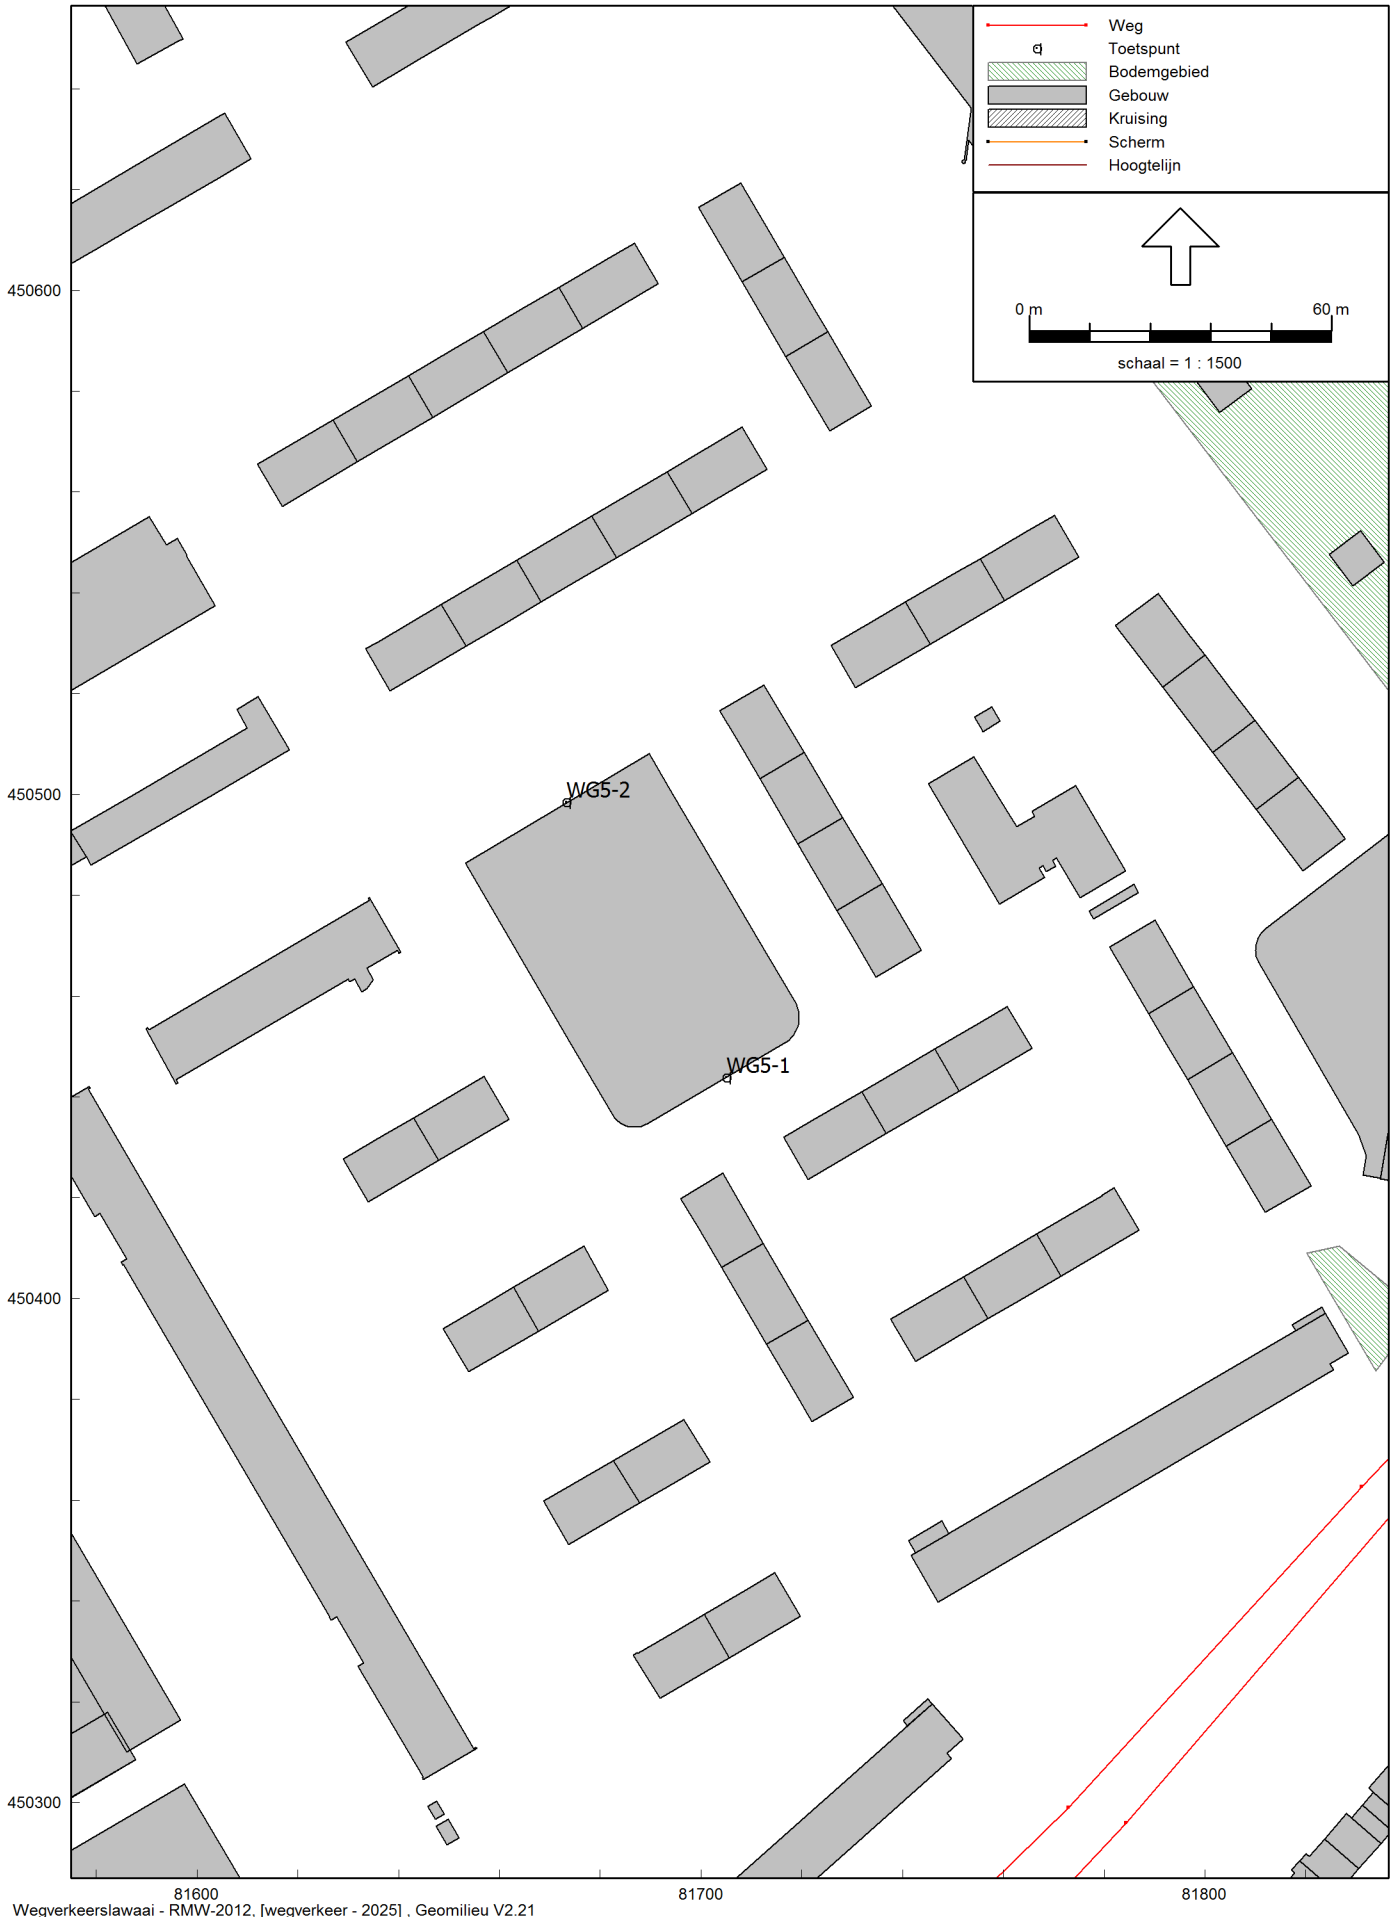 Weg
Toetspunt
Bodemgebied
Gebouw
Kruising
Scherm
Hoogtelijn
0 m 60 m
schaal = 1 : 1500
450600
450500
450400
450300
WG5-2
WG5-1
81600 81700 81800
Wegverkeerslawaai - RMW-2012, [wegverkeer - 2025] , Geomilieu V2.21